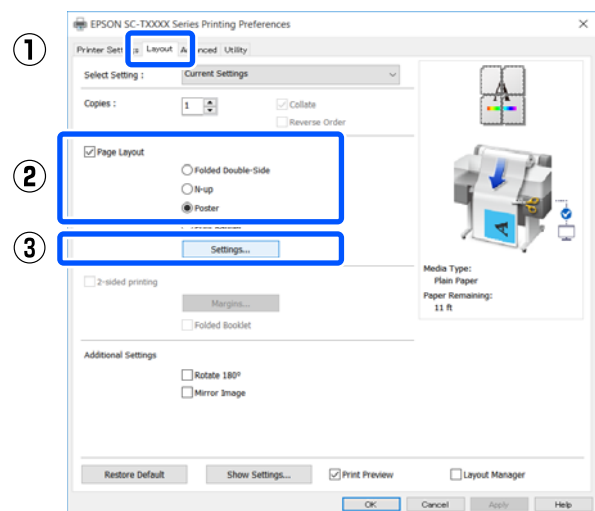 EPSON SC-TXXXX Series Printing Preferences
①
Layout
Utility
Select Setting :
Current Settings
Copies :
1
Collate
Reverse Order
②
Page Layout
Folded Double-Side
N-up
Poster
③
Settings...
2-sided printing
Margins...
Folded Booklet
Media Type:
Plain Paper
Paper Remaining:
11 ft
Additional Settings
Rotate 180°
Mirror Image
Restore Default
Show Settings...
Print Preview
Layout Manager
OK
Cancel
Apply
Help